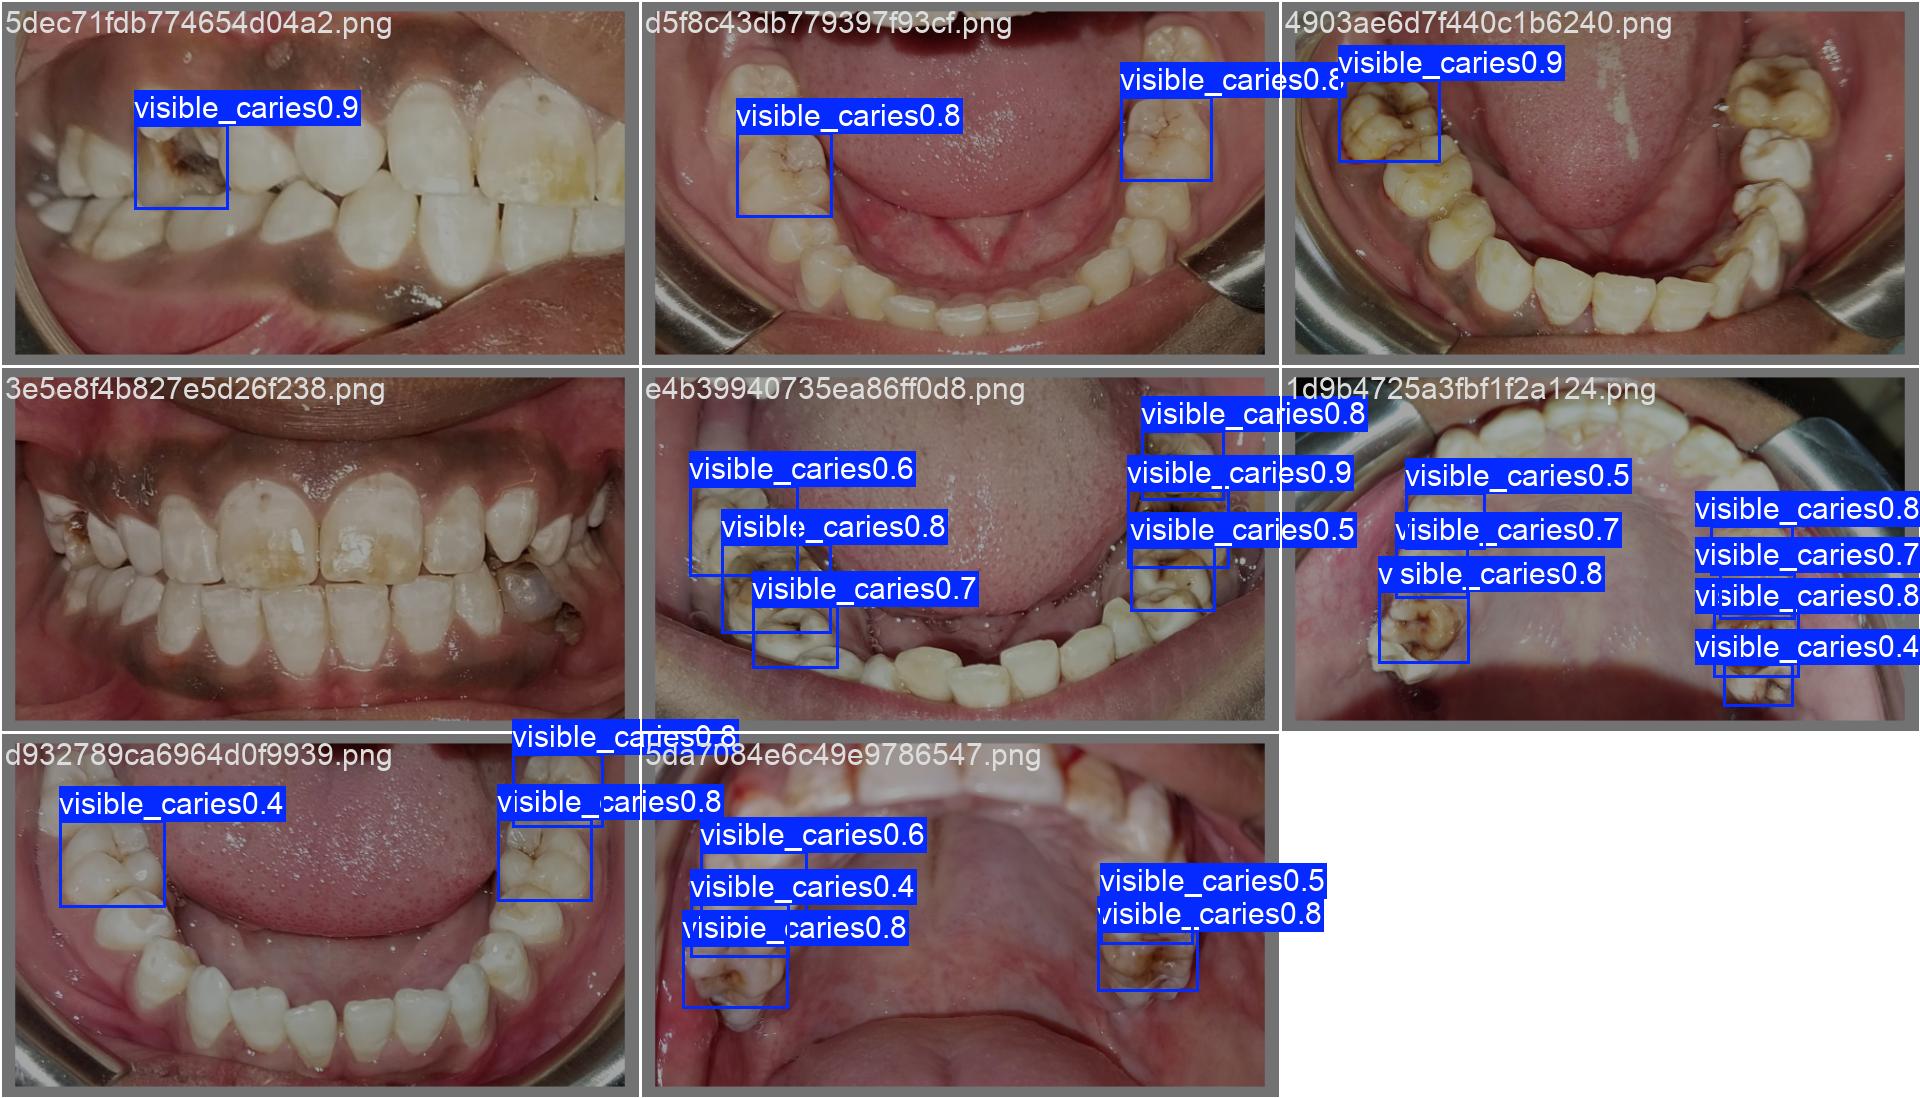 5dec71fdb774654d04a2.png
visible_caries0.9
d5f8c43db779397f93cf.png
visible_caries0.8
visible_caries0.8
4903ae6d7f440c1b6240.png
visible_caries0.9
3e5e8f4b827e5d26f238.png
e4b39940735ea86ff0d8.png
visible_caries0.8
visible_caries0.6
visible_caries0.9
visible_caries0.8
visible_caries0.5
visible_caries0.7
1d9b4725a3fbf1f2a124.png
visible_caries0.5
visible_caries0.8
visible_caries0.7
visible_caries0.7
visible_caries0.8
visible_caries0.8
visible_caries0.4
d932789ca6964d0f9939.png
visible_caries0.8
visible_caries0.4
visible_caries0.8
5da7084e6c49e9786547.png
visible_caries0.6
visible_caries0.4
visible_caries0.8
visible_caries0.5
visible_caries0.8